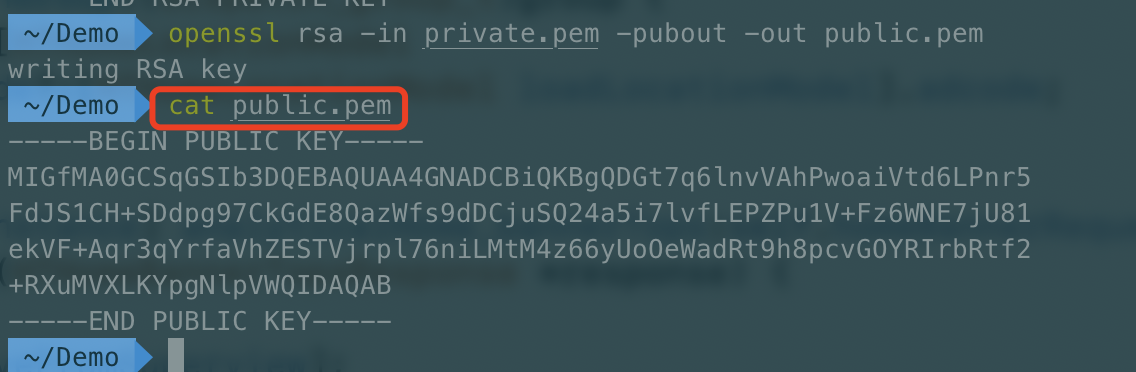 END RSA PRIVATE KEY
~/Demo openssl rsa -in private.pem -pubout -out public.pem
writing RSA key
~/Demo cat public.pem
-----BEGIN PUBLIC KEY-----
MIGfMA0GCSqGSIb3DQEBAQUAA4GNADCBiQKBgQDGt7q6lnvVAhPwoaiVtd6LPnr5
FdJS1CH+SDdpg97CkGdE8QazWfs9dDCjuSQ24a5i7lvfLEPZPu1V+Fz6WNE7jU81
ekVF+Aqr3qYrfaVhZESTVjrpl76niLMtM4z66yUoOeWadRt9h8pcvGOYRIrbRtf2
+RXuMVXLKYpgNlpVWQIDAQAB
-----END PUBLIC KEY-----
~/Demo